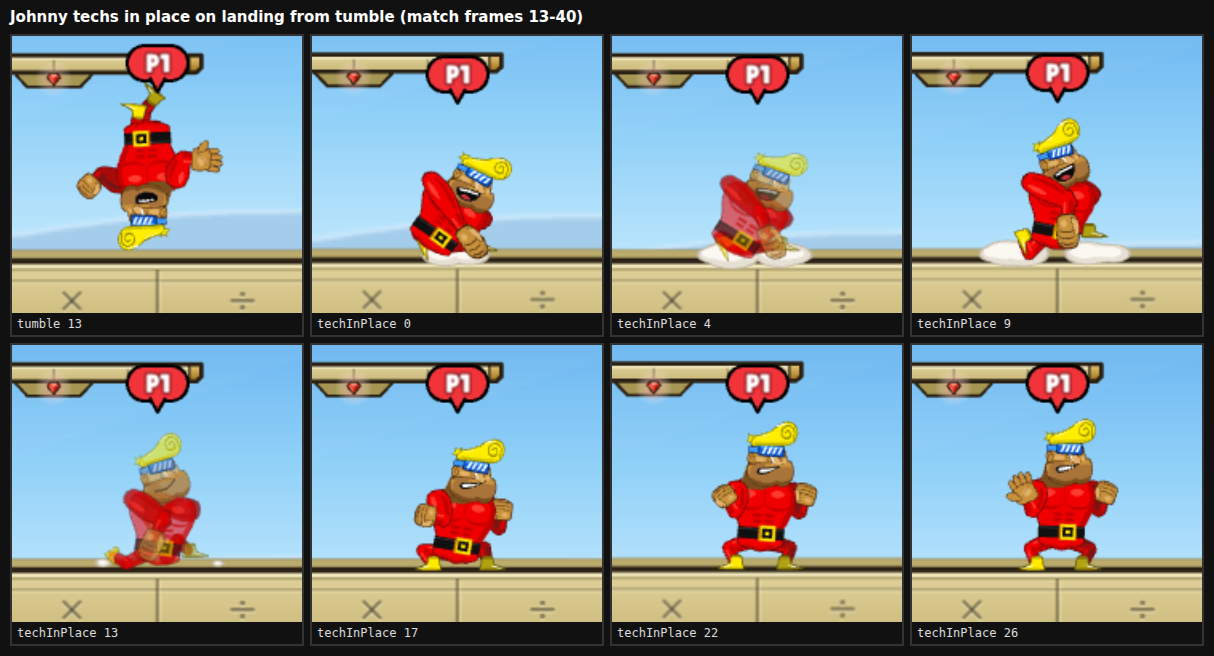 Johnny techs in place on landing from tumble (match frames 13-40)
P1 P1 P1 P1
× ÷ × ÷ × ÷ × ÷
tumble 13 techInPlace 0 techInPlace 4 techInPlace 9
P1 P1 P1 P1
× ÷ × ÷ × ÷ × ÷
techInPlace 13 techInPlace 17 techInPlace 22 techInPlace 26